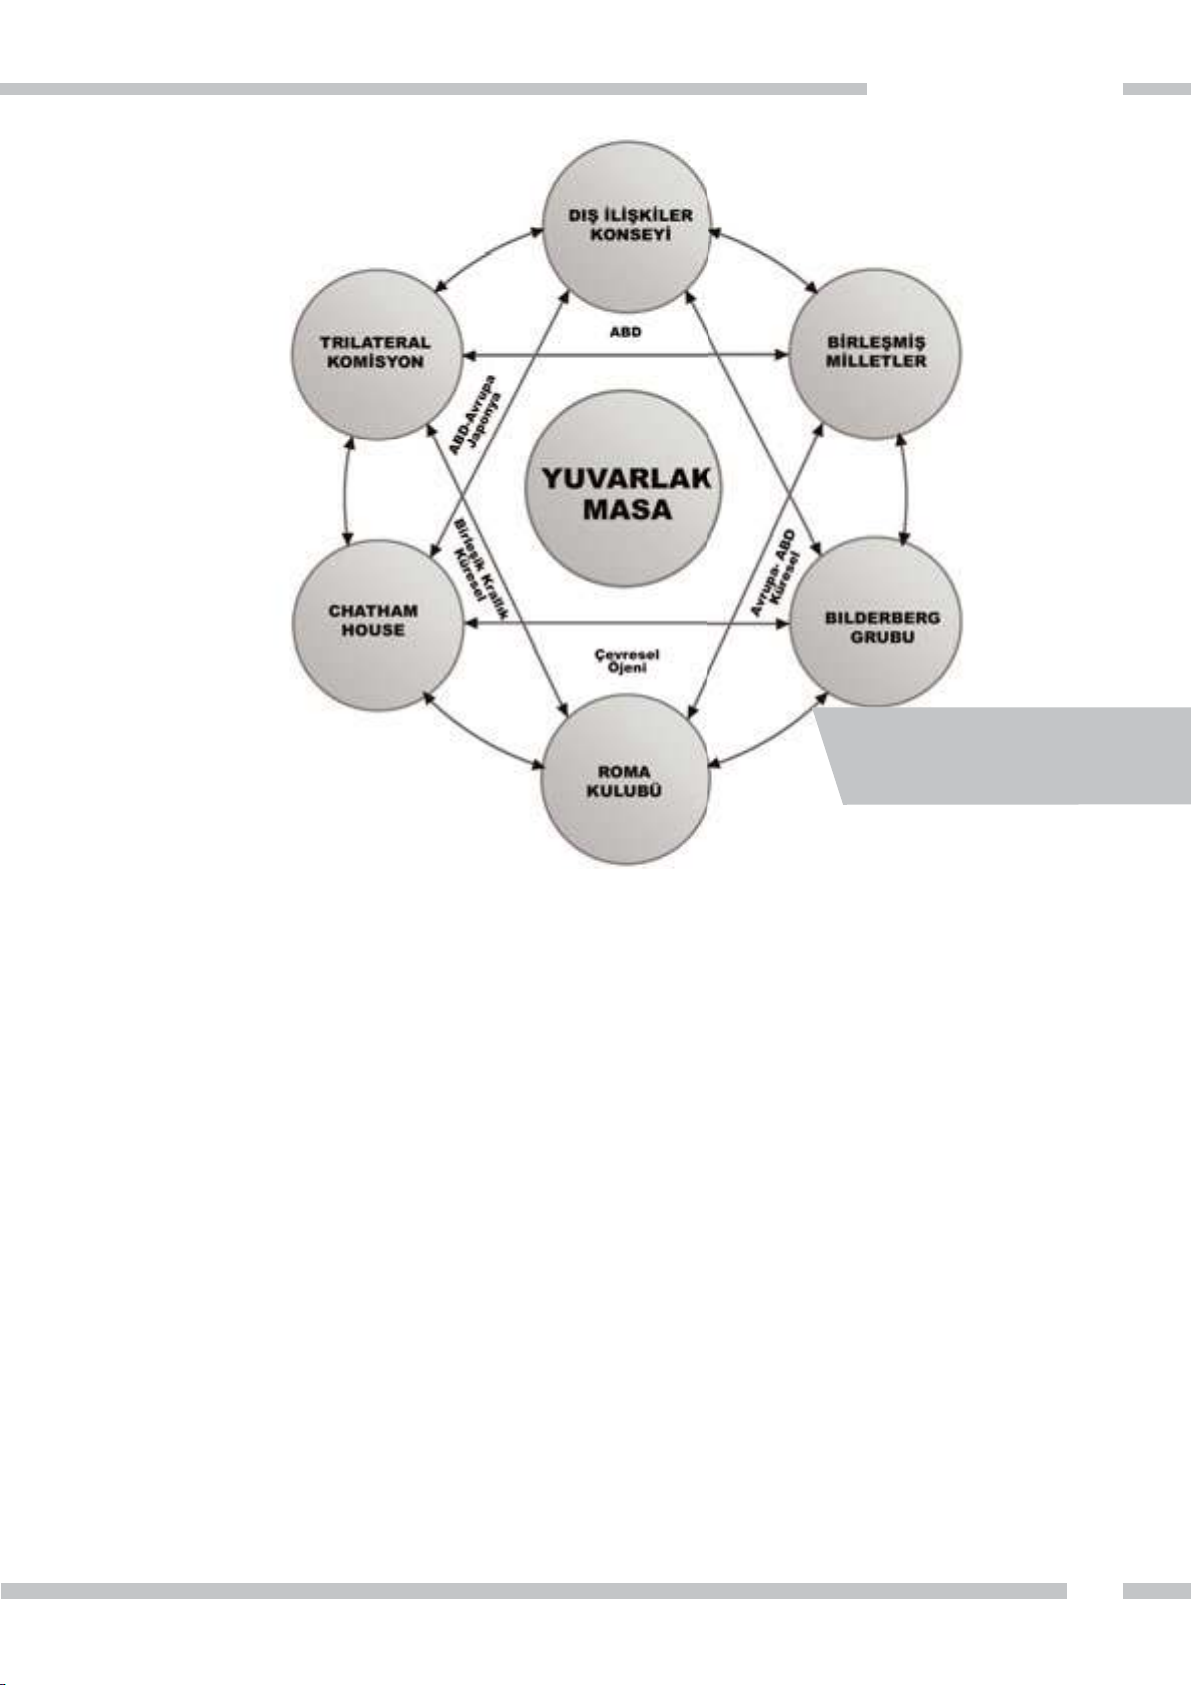 DIŞ İLİŞKİLER
KONSEYİ
TRILATERAL
KOMİSYON
BİRLEŞMİŞ
MİLLETLER
ABD
ABD-Avrupa
Japonya
YUVARLAK
MASA
Birleşik Krallık
Küresel
Avrupa- ABD
Küresel
CHATHAM
HOUSE
BILDERBERG
GRUBU
Çevresel
Öjeni
ROMA
KULUBÜ